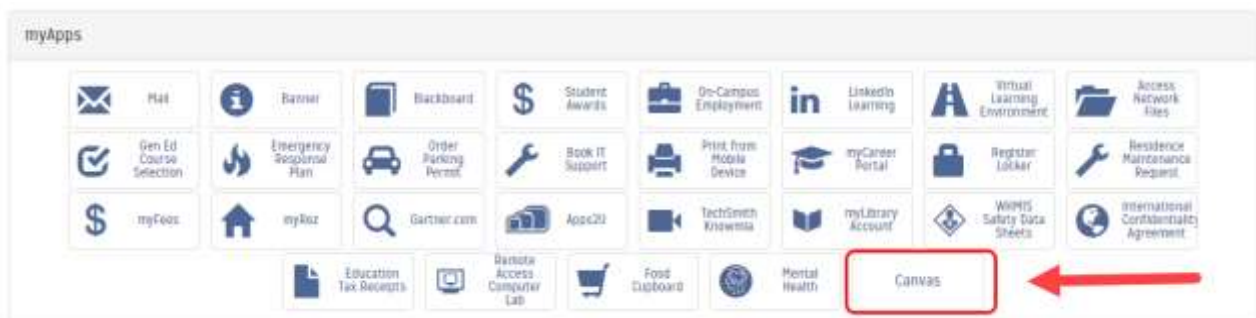 myApps
Mail
Banner
Blackboard
Student
Awards
On-Campus
Employment
LinkedIn
Learning
Virtual
Learning
Environment
Access
Network
Files
Gen Ed
Course
Selection
Emergency
Response
Plan
Order
Parking
Permit
Book IT
Support
Print from
Mobile
Device
myCareer
Portal
Register
Locker
Residence
Maintenance
Request
myFees
myRez
Gartner.com
Apps2U
TechSmith
Knowmia
myLibrary
Account
WHMIS
Safety Data
Sheets
International
Confidentiality
Agreement
Education
Tax Receipts
Remote
Access
Computer
Lab
Food
Cupboard
Mental
Health
Canvas